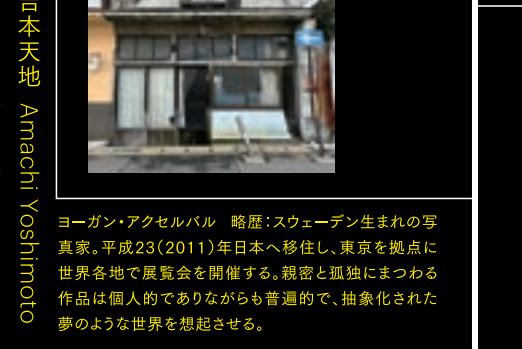 本天地 Amachi Yoshimoto
ヨーガン・アクセルバル 略歴：スウェーデン生まれの写
真家。平成23（2011）年日本へ移住し、東京を拠点に
世界各地で展覧会を開催する。親密と孤独にまつわる
作品は個人的でありながらも普遍的で、抽象化された
夢のような世界を想起させる。